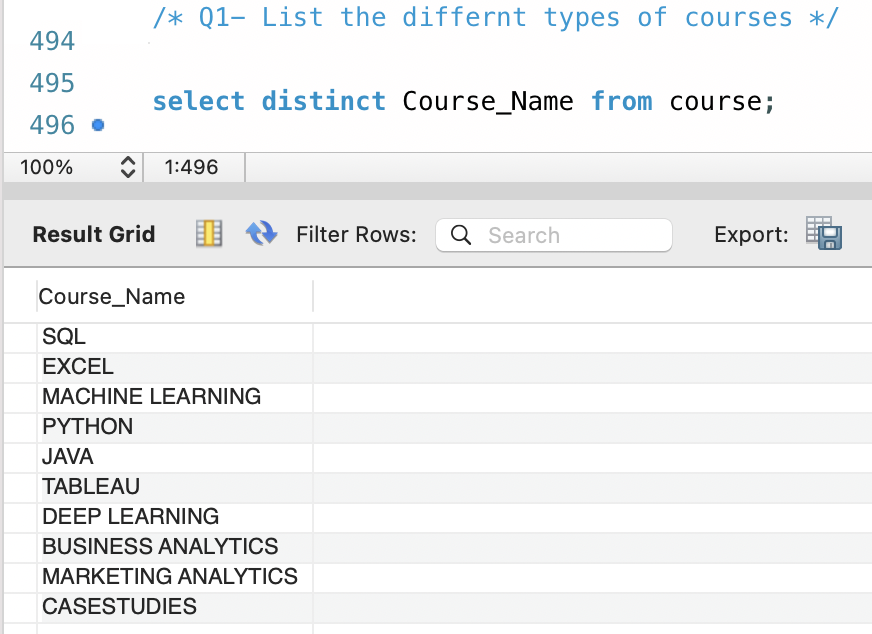 /* Q1- List the differnt types of courses */
494
495
select distinct Course_Name from course;
496
100% 1:496
Result Grid Filter Rows: Search Export:
Course_Name
SQL
EXCEL
MACHINE LEARNING
PYTHON
JAVA
TABLEAU
DEEP LEARNING
BUSINESS ANALYTICS
MARKETING ANALYTICS
CASESTUDIES